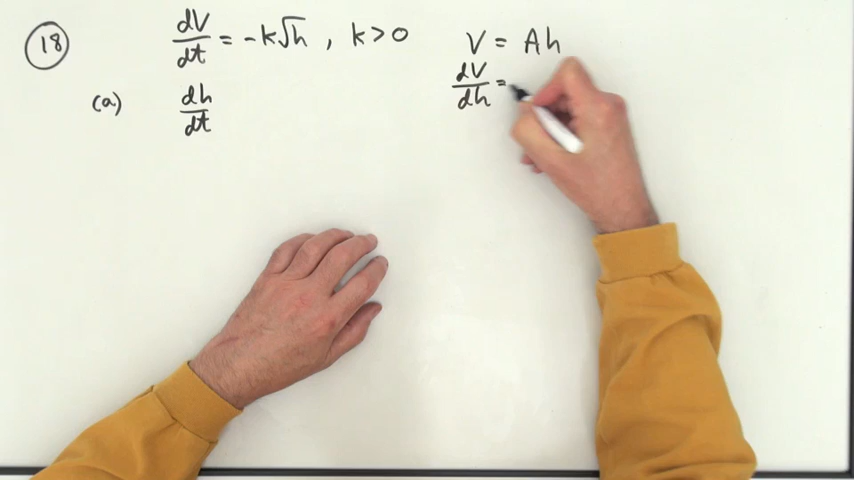 (18) dV/dt = -k√h , k > 0
V = Ah
dV/dh =
(a) dh/dt